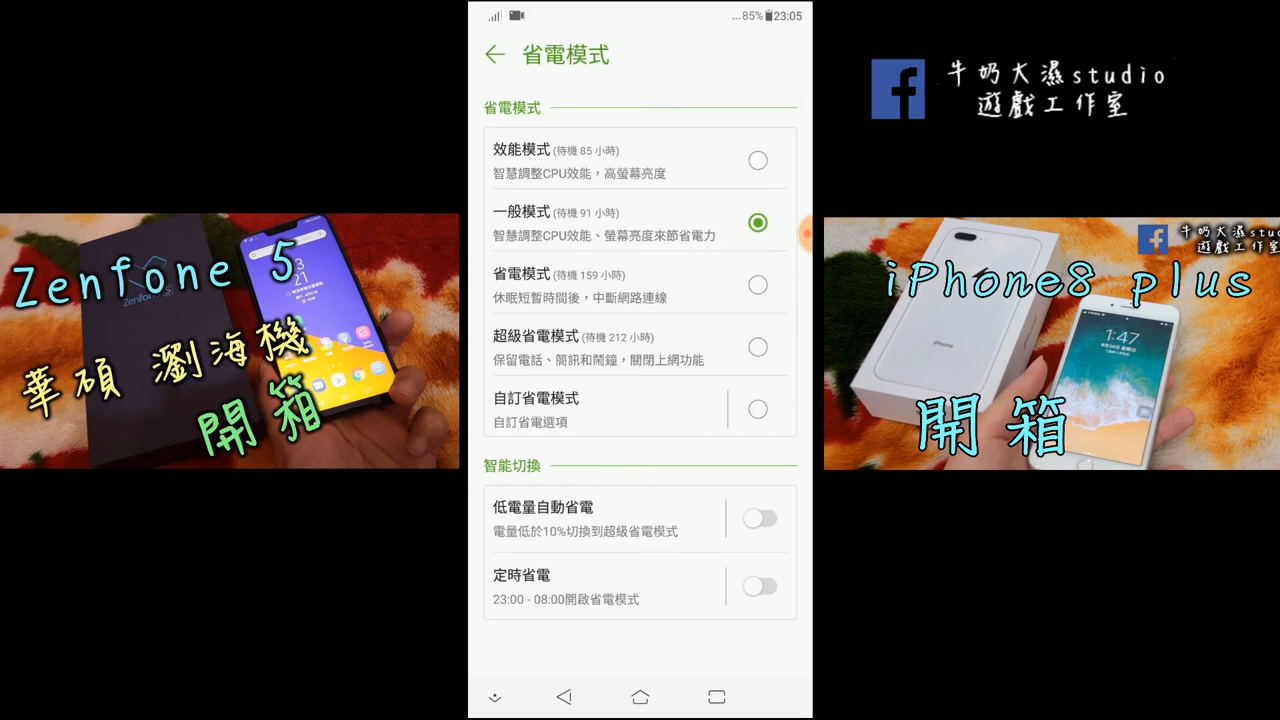 ...85% 23:05
省電模式
省電模式
效能模式 (待機 85 小時)
智慧調整CPU效能，高螢幕亮度
一般模式 (待機 91 小時)
智慧調整CPU效能、螢幕亮度來節省電力
省電模式 (待機 159 小時)
休眠短暫時間後，中斷網路連線
超級省電模式 (待機 212 小時)
保留電話、簡訊和鬧鐘，關閉上網功能
自訂省電模式
自訂省電選項
智能切換
低電量自動省電
電量低於10%切換到超級省電模式
定時省電
23:00 - 08:00開啟省電模式
Zenfone 5
華碩 瀏海機
開箱
牛奶大濕studio
遊戲工作室
iPhone8 plus
開箱
iPhone
1:47